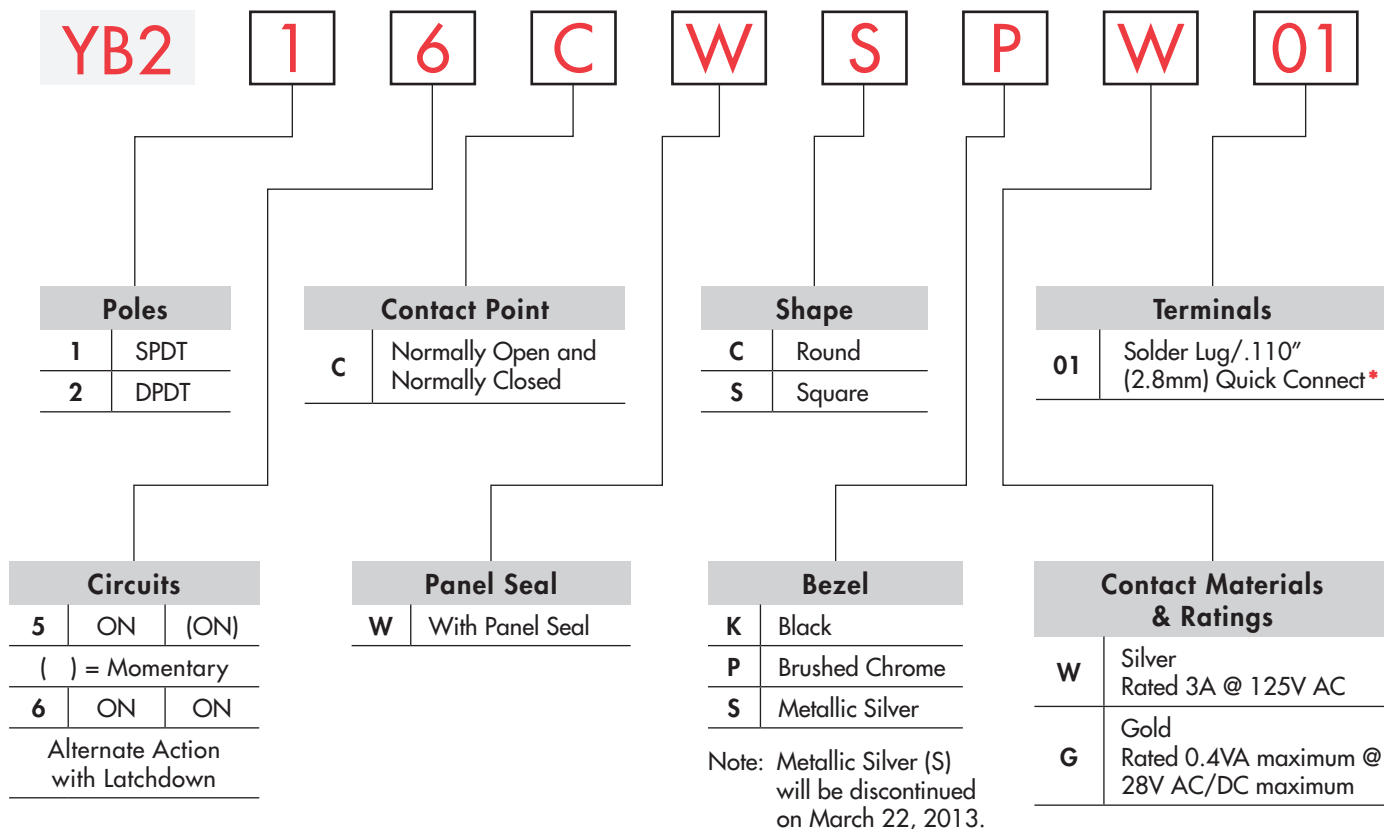 YB2 1 6 C W S P W 01
Poles
1 SPDT
2 DPDT
Contact Point
C Normally Open and
Normally Closed
Shape
C Round
S Square
Terminals
01 Solder Lug/.110”
(2.8mm) Quick Connect*
Circuits
5 ON (ON)
( ) = Momentary
6 ON ON
Alternate Action
with Latchdown
Panel Seal
W With Panel Seal
Bezel
K Black
P Brushed Chrome
S Metallic Silver
Note: Metallic Silver (S)
will be discontinued
on March 22, 2013.
Contact Materials
& Ratings
W Silver
Rated 3A @ 125V AC
G Gold
Rated 0.4VA maximum @
28V AC/DC maximum